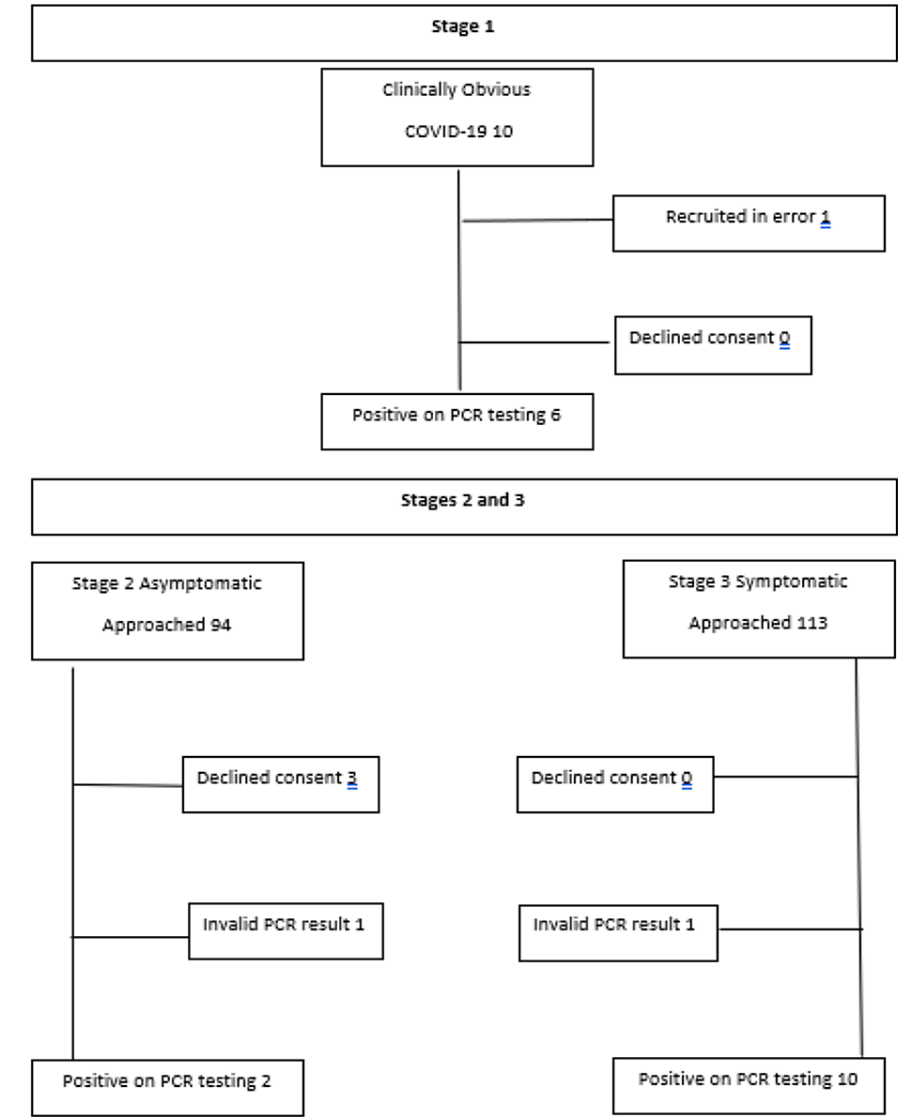 Stage 1
Clinically Obvious
COVID-19 10
Recruited in error 1
Declined consent 0
Positive on PCR testing 6
Stages 2 and 3
Stage 2 Asymptomatic
Approached 94
Stage 3 Symptomatic
Approached 113
Declined consent 3
Declined consent 0
Invalid PCR result 1
Invalid PCR result 1
Positive on PCR testing 2
Positive on PCR testing 10